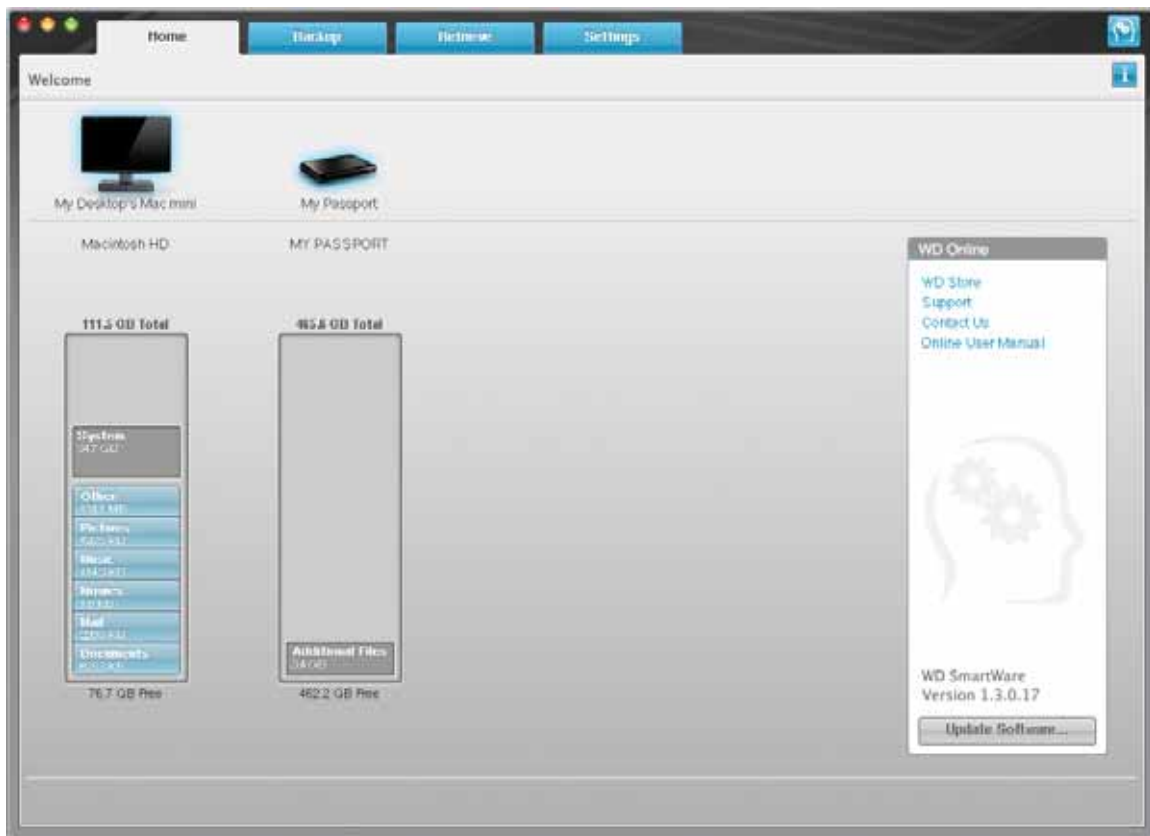 Home
Backup
Retrieve
Settings
Welcome
My Desktop's Mac mini
My Passport
Macintosh HD
MY PASSPORT
111.5 GB Total
465.8 GB Total
System
Other
Pictures
Music
Movies
Mail
Documents
76.7 GB Free
Additional Files
3.4 GB
462.2 GB Free
WD Online
WD Store
Support
Contact Us
Online User Manual
WD SmartWare
Version 1.3.0.17
Update Software...